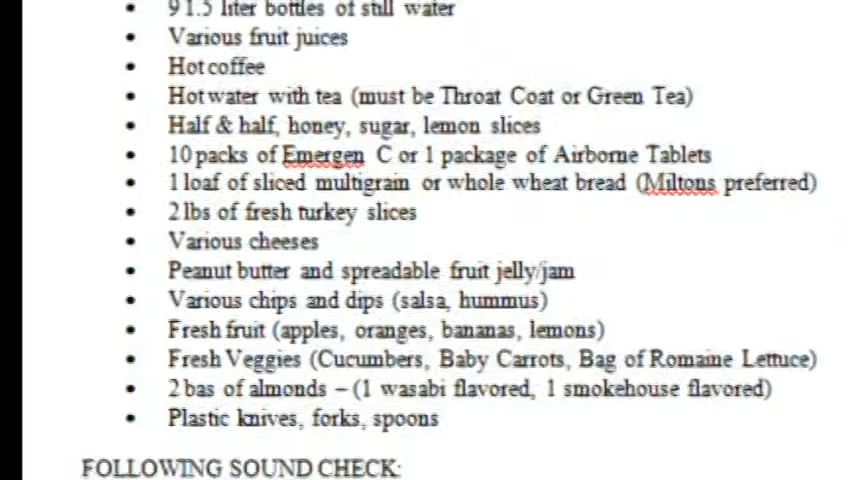 • 9 1.5 liter bottles of still water
• Various fruit juices
• Hot coffee
• Hot water with tea (must be Throat Coat or Green Tea)
• Half & half, honey, sugar, lemon slices
• 10 packs of Emergen C or 1 package of Airborne Tablets
• 1 loaf of sliced multigrain or whole wheat bread (Miltons preferred)
• 2 lbs of fresh turkey slices
• Various cheeses
• Peanut butter and spreadable fruit jelly/jam
• Various chips and dips (salsa, hummus)
• Fresh fruit (apples, oranges, bananas, lemons)
• Fresh Veggies (Cucumbers, Baby Carrots, Bag of Romaine Lettuce)
• 2 bas of almonds – (1 wasabi flavored, 1 smokehouse flavored)
• Plastic knives, forks, spoons
FOLLOWING SOUND CHECK: